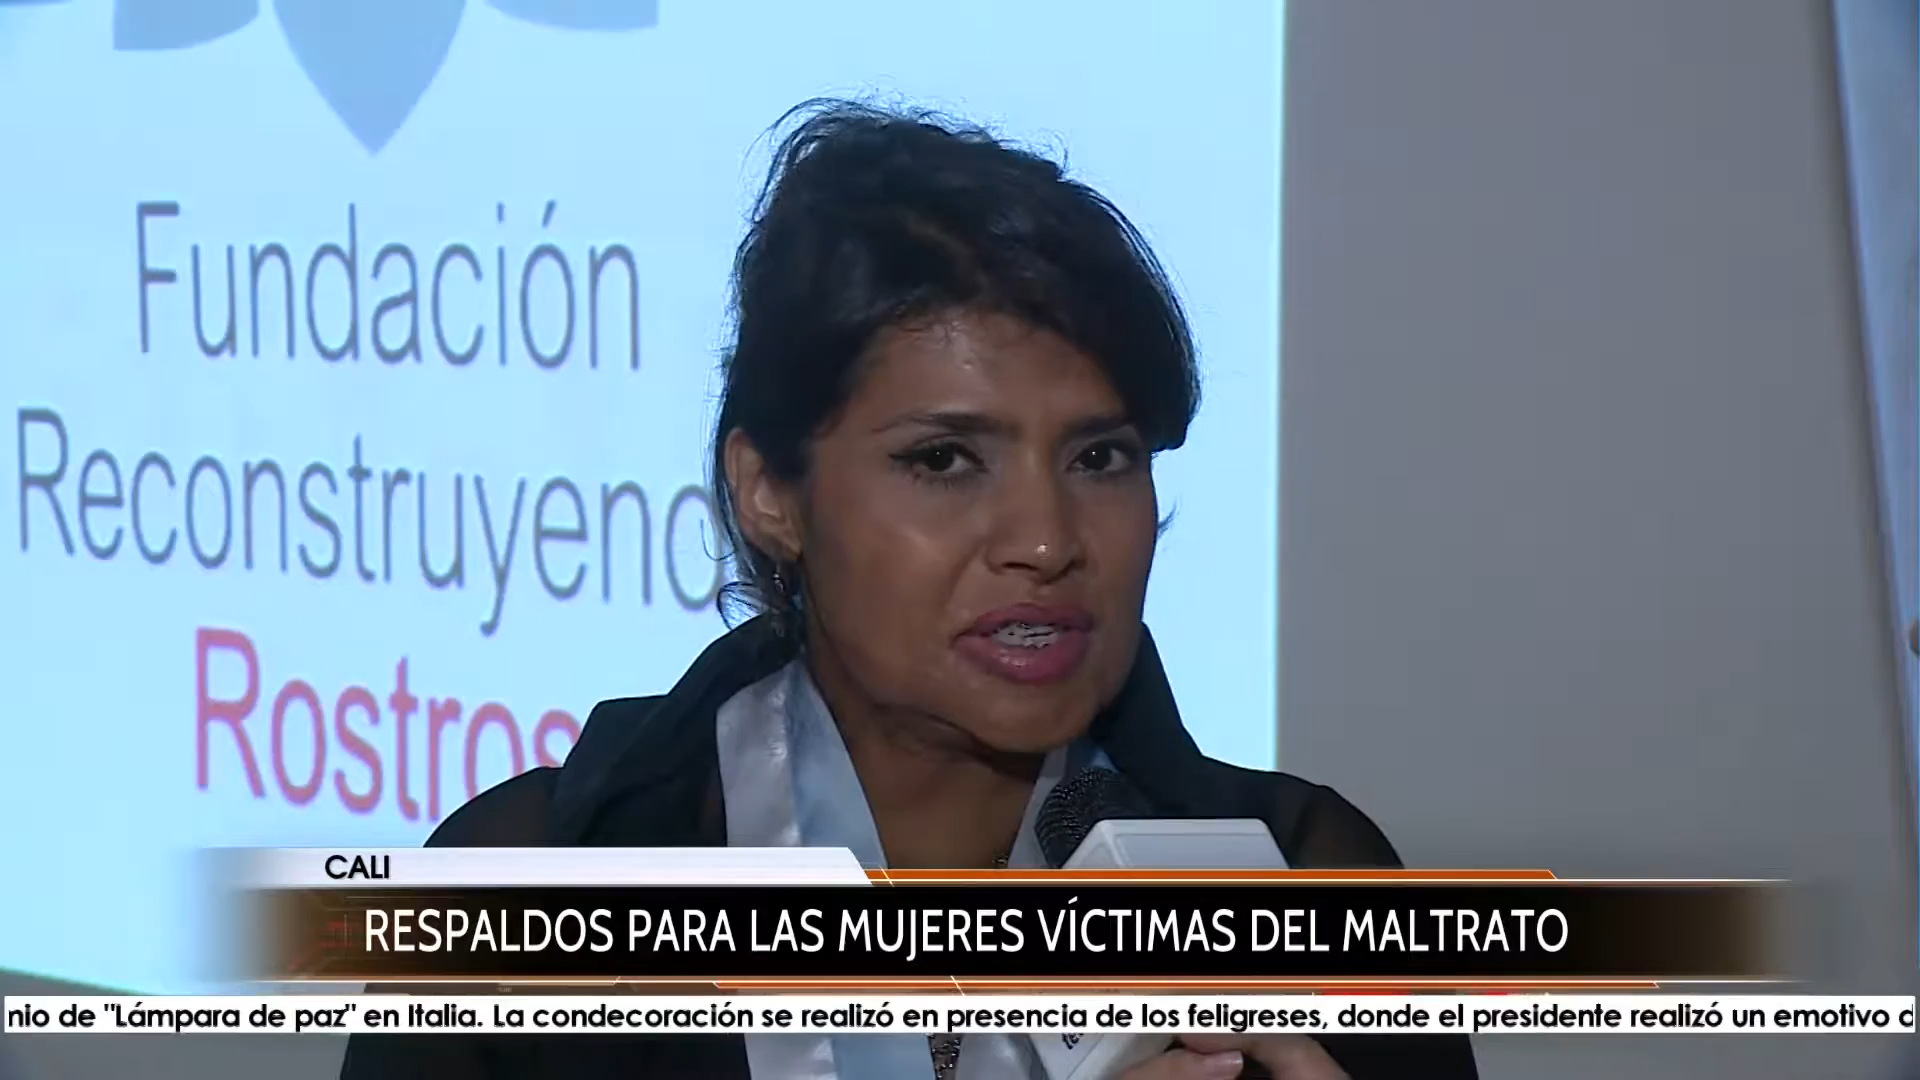 Fundación
Reconstruyendo
Rostros
CALI
RESPALDOS PARA LAS MUJERES VÍCTIMAS DEL MALTRATO
nio de "Lámpara de paz" en Italia. La condecoración se realizó en presencia de los feligreses, donde el presidente realizó un emotivo d